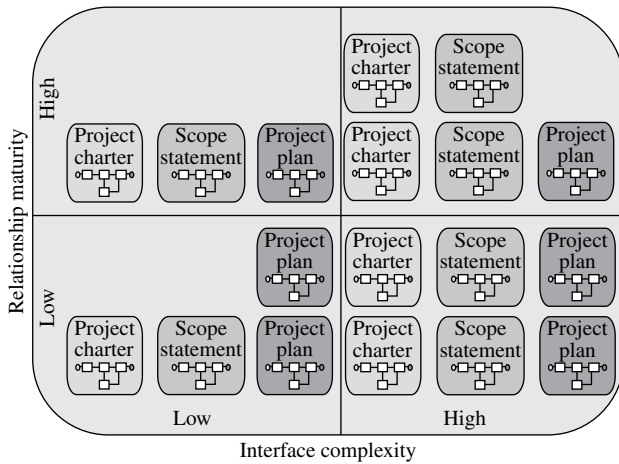 Relationship maturity
High
Project
charter
Scope
statement
Project
charter
Scope
statement
Project
plan
Project
charter
Scope
statement
Project
plan
Low
Project
plan
Project
charter
Scope
statement
Project
plan
Project
charter
Scope
statement
Project
plan
Project
charter
Scope
statement
Project
plan
Low
High
Interface complexity